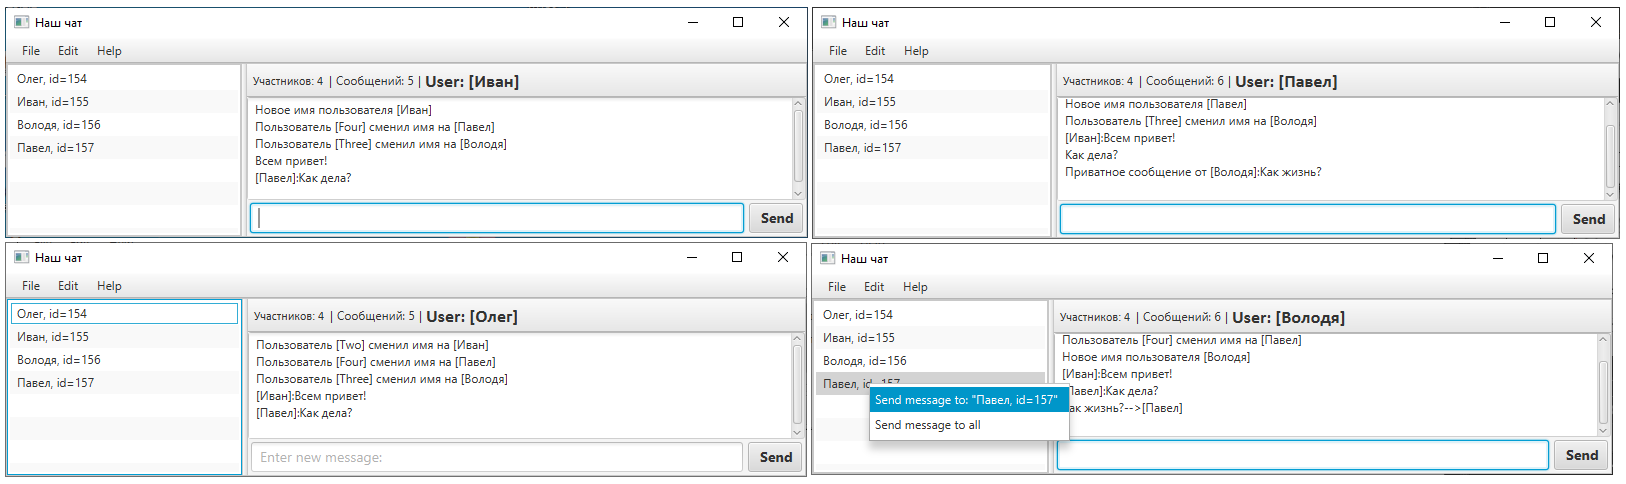 Наш чат
File Edit Help
Олег, id=154
Иван, id=155
Володя, id=156
Павел, id=157
Участников: 4 | Сообщений: 5 | User: [Иван]
Новое имя пользователя [Иван]
Пользователь [Four] сменил имя на [Павел]
Пользователь [Three] сменил имя на [Володя]
Всем привет!
[Павел]:Как дела?
Send
Наш чат
File Edit Help
Олег, id=154
Иван, id=155
Володя, id=156
Павел, id=157
Участников: 4 | Сообщений: 6 | User: [Павел]
Новое имя пользователя [Павел]
Пользователь [Three] сменил имя на [Володя]
[Иван]:Всем привет!
Как дела?
Приватное сообщение от [Володя]:Как жизнь?
Send
Наш чат
File Edit Help
Олег, id=154
Иван, id=155
Володя, id=156
Павел, id=157
Участников: 4 | Сообщений: 5 | User: [Олег]
Пользователь [Two] сменил имя на [Иван]
Пользователь [Four] сменил имя на [Павел]
Пользователь [Three] сменил имя на [Володя]
[Иван]:Всем привет!
[Павел]:Как дела?
Enter new message:
Send
Наш чат
File Edit Help
Олег, id=154
Иван, id=155
Володя, id=156
Павел, id=157
Send message to: "Павел, id=157"
Send message to all
Участников: 4 | Сообщений: 6 | User: [Володя]
Пользователь [Four] сменил имя на [Павел]
Новое имя пользователя [Володя]
[Иван]:Всем привет!
Павел]:Как дела?
ак жизнь?-->[Павел]
Send